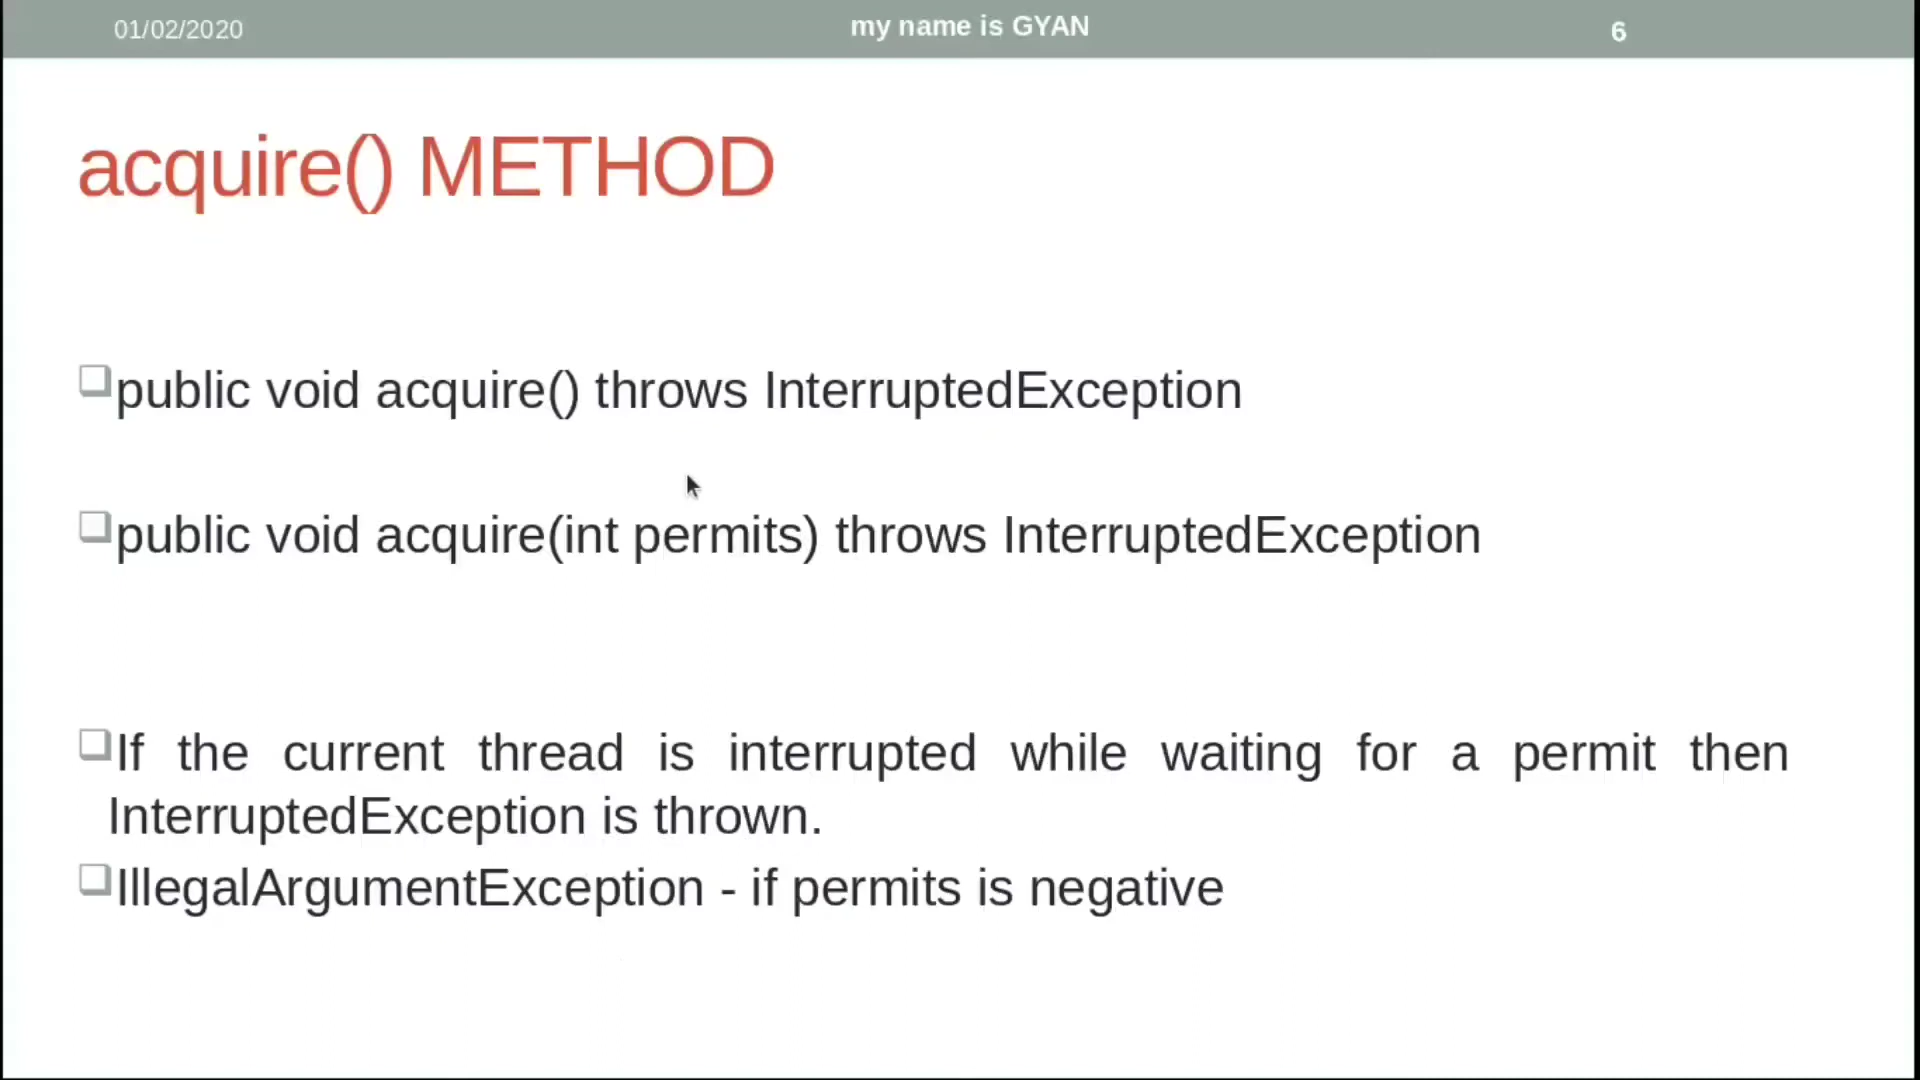 01/02/2020
my name is GYAN
6
acquire() METHOD
public void acquire() throws InterruptedException
public void acquire(int permits) throws InterruptedException
If the current thread is interrupted while waiting for a permit then
InterruptedException is thrown.
IllegalArgumentException - if permits is negative